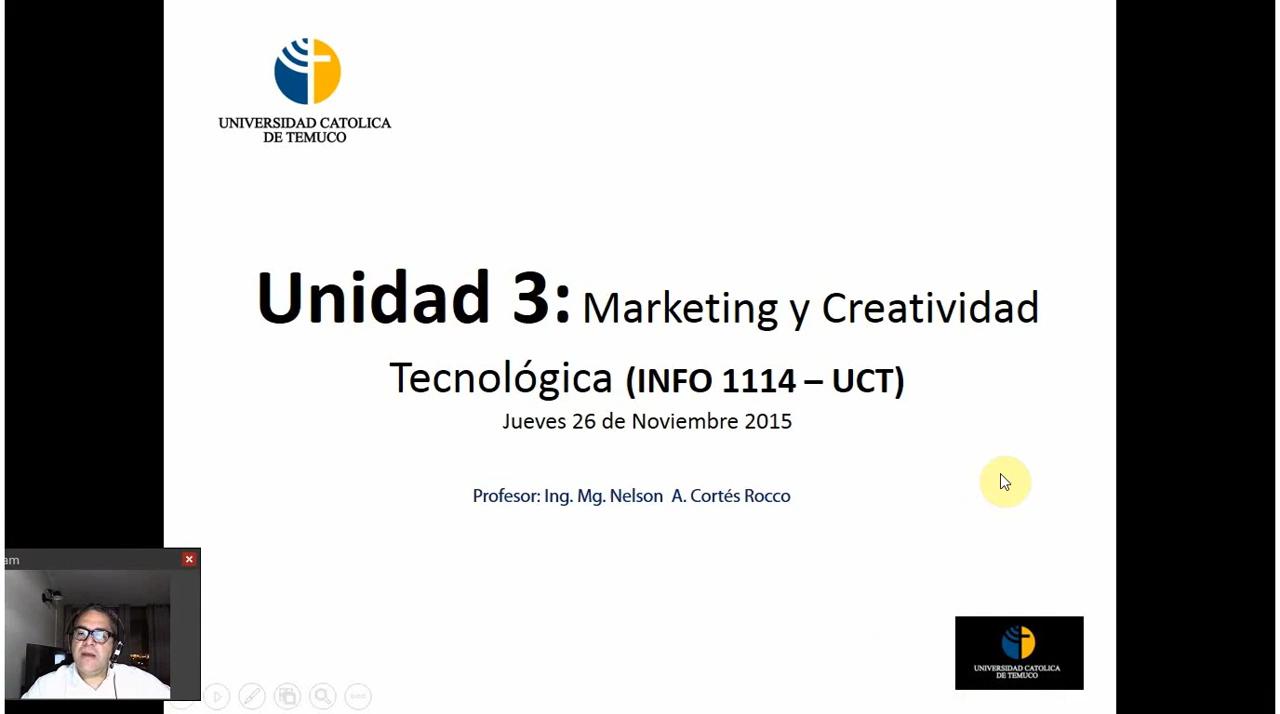 UNIVERSIDAD CATOLICA
DE TEMUCO
Unidad 3: Marketing y Creatividad
Tecnológica (INFO 1114 – UCT)
Jueves 26 de Noviembre 2015
Profesor: Ing. Mg. Nelson A. Cortés Rocco
am
UNIVERSIDAD CATOLICA
DE TEMUCO